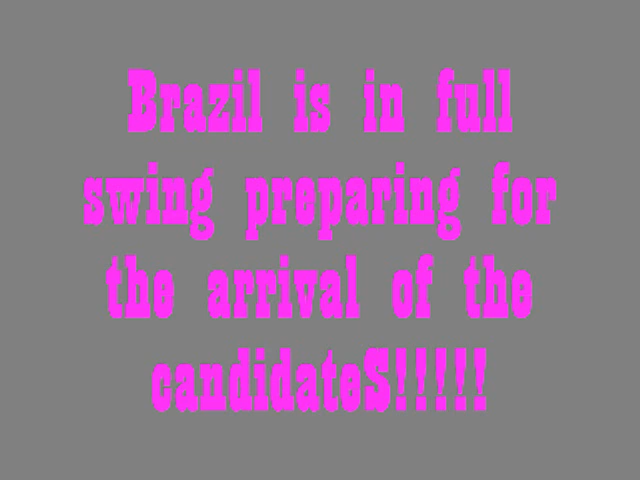 Brazil is in full
swing preparing for
the arrival of the
candidateS!!!!!